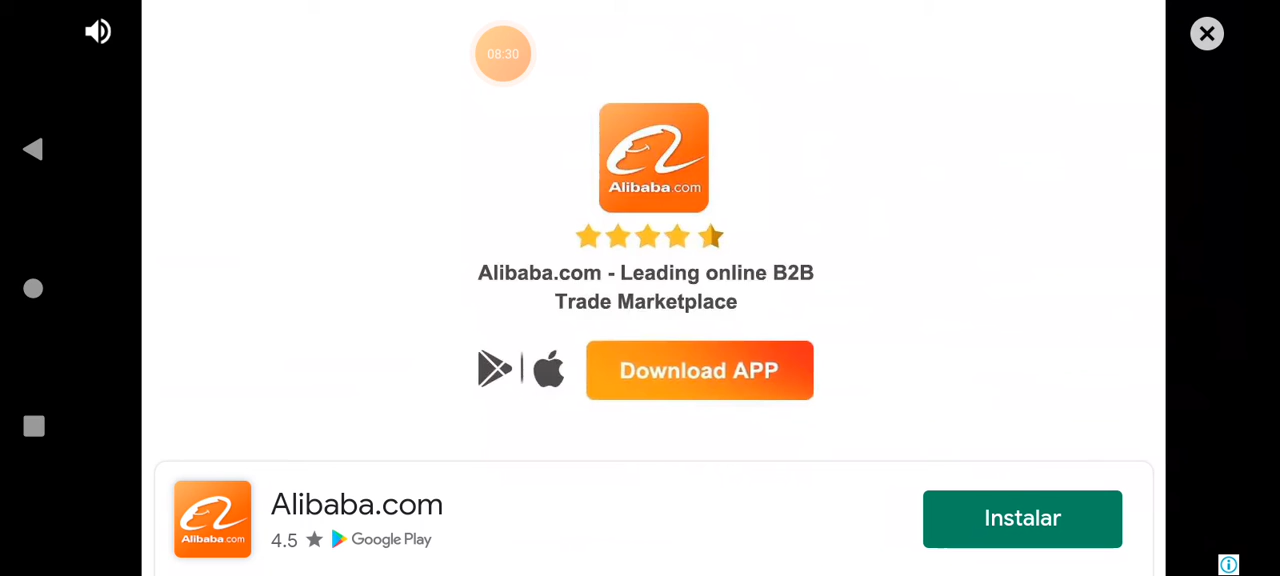 08:30
Alibaba.com
Alibaba.com - Leading online B2B
Trade Marketplace
Download APP
Alibaba.com
Alibaba.com
4.5 Google Play
Instalar